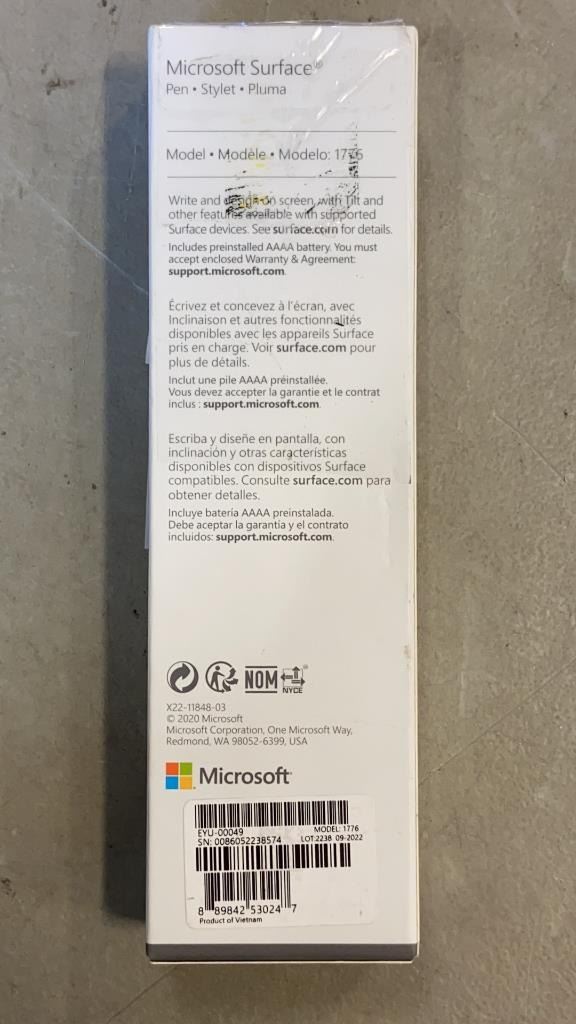 Microsoft Surface®
Pen • Stylet • Pluma
Model • Modèle • Modelo: 1776
Write and design on screen, with Tilt and
other features available with supported
Surface devices. See surface.com for details.
Includes preinstalled AAAA battery. You must
accept enclosed Warranty & Agreement:
support.microsoft.com.
Écrivez et concevez à l'écran, avec
Inclinaison et autres fonctionnalités
disponibles avec les appareils Surface
pris en charge. Voir surface.com pour
plus de détails.
Inclut une pile AAAA préinstallée.
Vous devez accepter la garantie et le contrat
inclus : support.microsoft.com.
Escriba y diseñe en pantalla, con
inclinación y otras características
disponibles con dispositivos Surface
compatibles. Consulte surface.com para
obtener detalles.
Incluye batería AAAA preinstalada.
Debe aceptar la garantía y el contrato
incluidos: support.microsoft.com.
NOM NYCE
X22-11848-03
© 2020 Microsoft
Microsoft Corporation, One Microsoft Way,
Redmond, WA 98052-6399, USA
Microsoft
EYU-00049 MODEL: 1776
SN: 0086052238574 LOT:2238 09-2022
8 89842 53024 7
Product of Vietnam